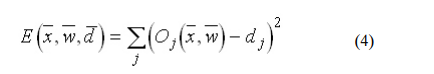 E(x̅, w̅, d̅) = ∑_j (O_j(x̅, w̅) − d_j)² (4)